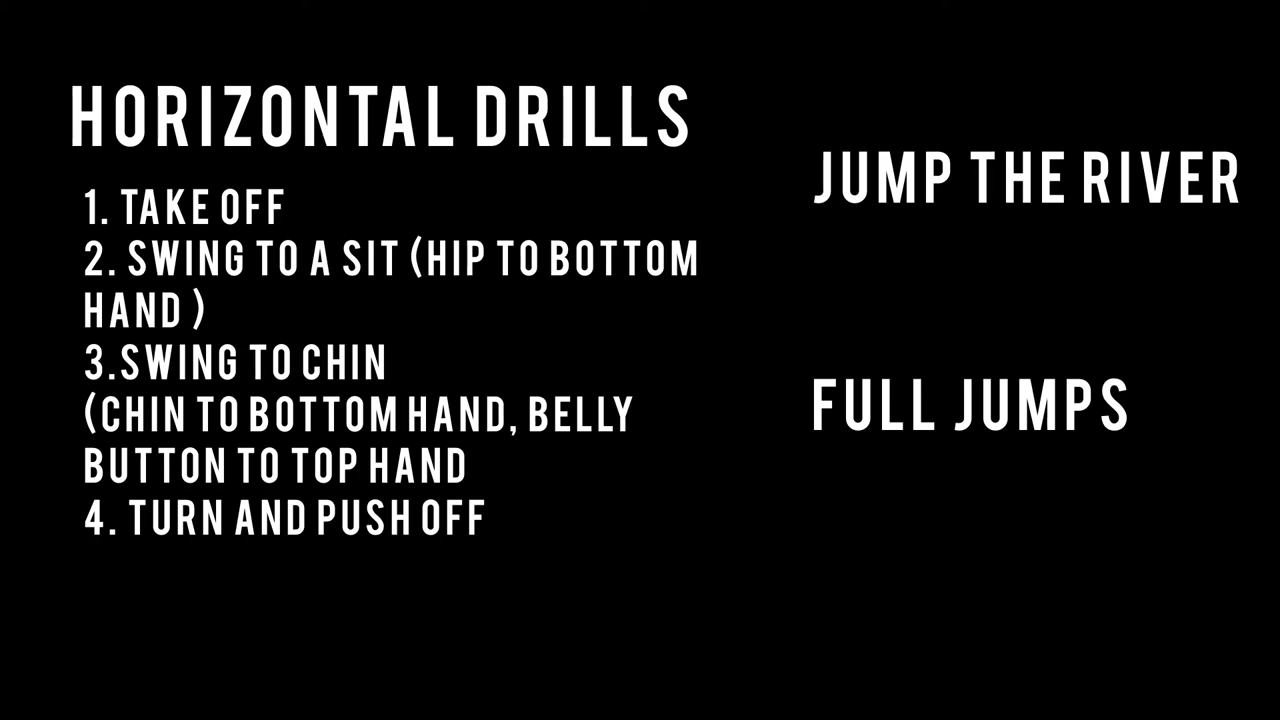 HORIZONTAL DRILLS
1. TAKE OFF
2. SWING TO A SIT (HIP TO BOTTOM
HAND )
3.SWING TO CHIN
(CHIN TO BOTTOM HAND, BELLY
BUTTON TO TOP HAND
4. TURN AND PUSH OFF
JUMP THE RIVER
FULL JUMPS